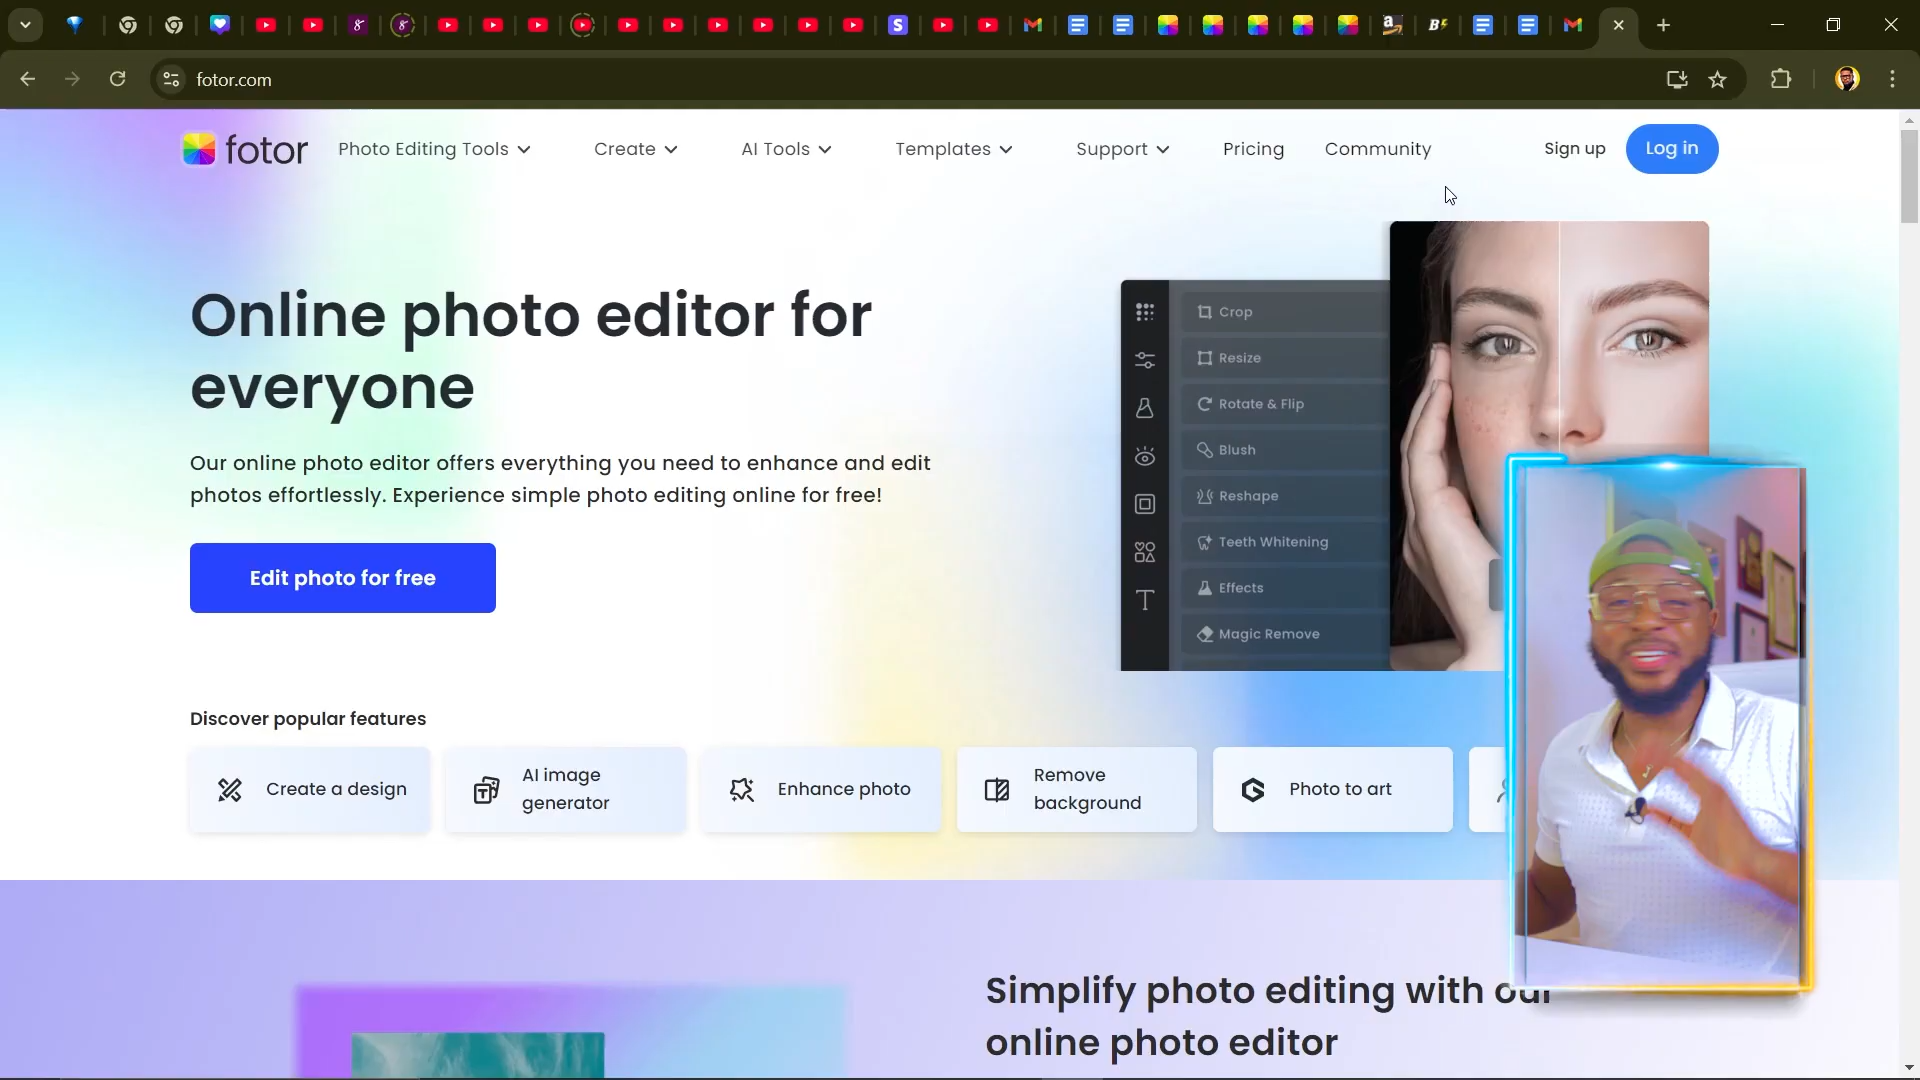 fotor.com
fotor
Photo Editing Tools
Create
AI Tools
Templates
Support
Pricing
Community
Sign up
Log in
Online photo editor for
everyone
Our online photo editor offers everything you need to enhance and edit
photos effortlessly. Experience simple photo editing online for free!
Edit photo for free
Crop
Resize
Rotate & Flip
Blush
Reshape
Teeth Whitening
Effects
Magic Remove
Discover popular features
Create a design
AI image
generator
Enhance photo
Remove
background
Photo to art
Simplify photo editing with our
online photo editor